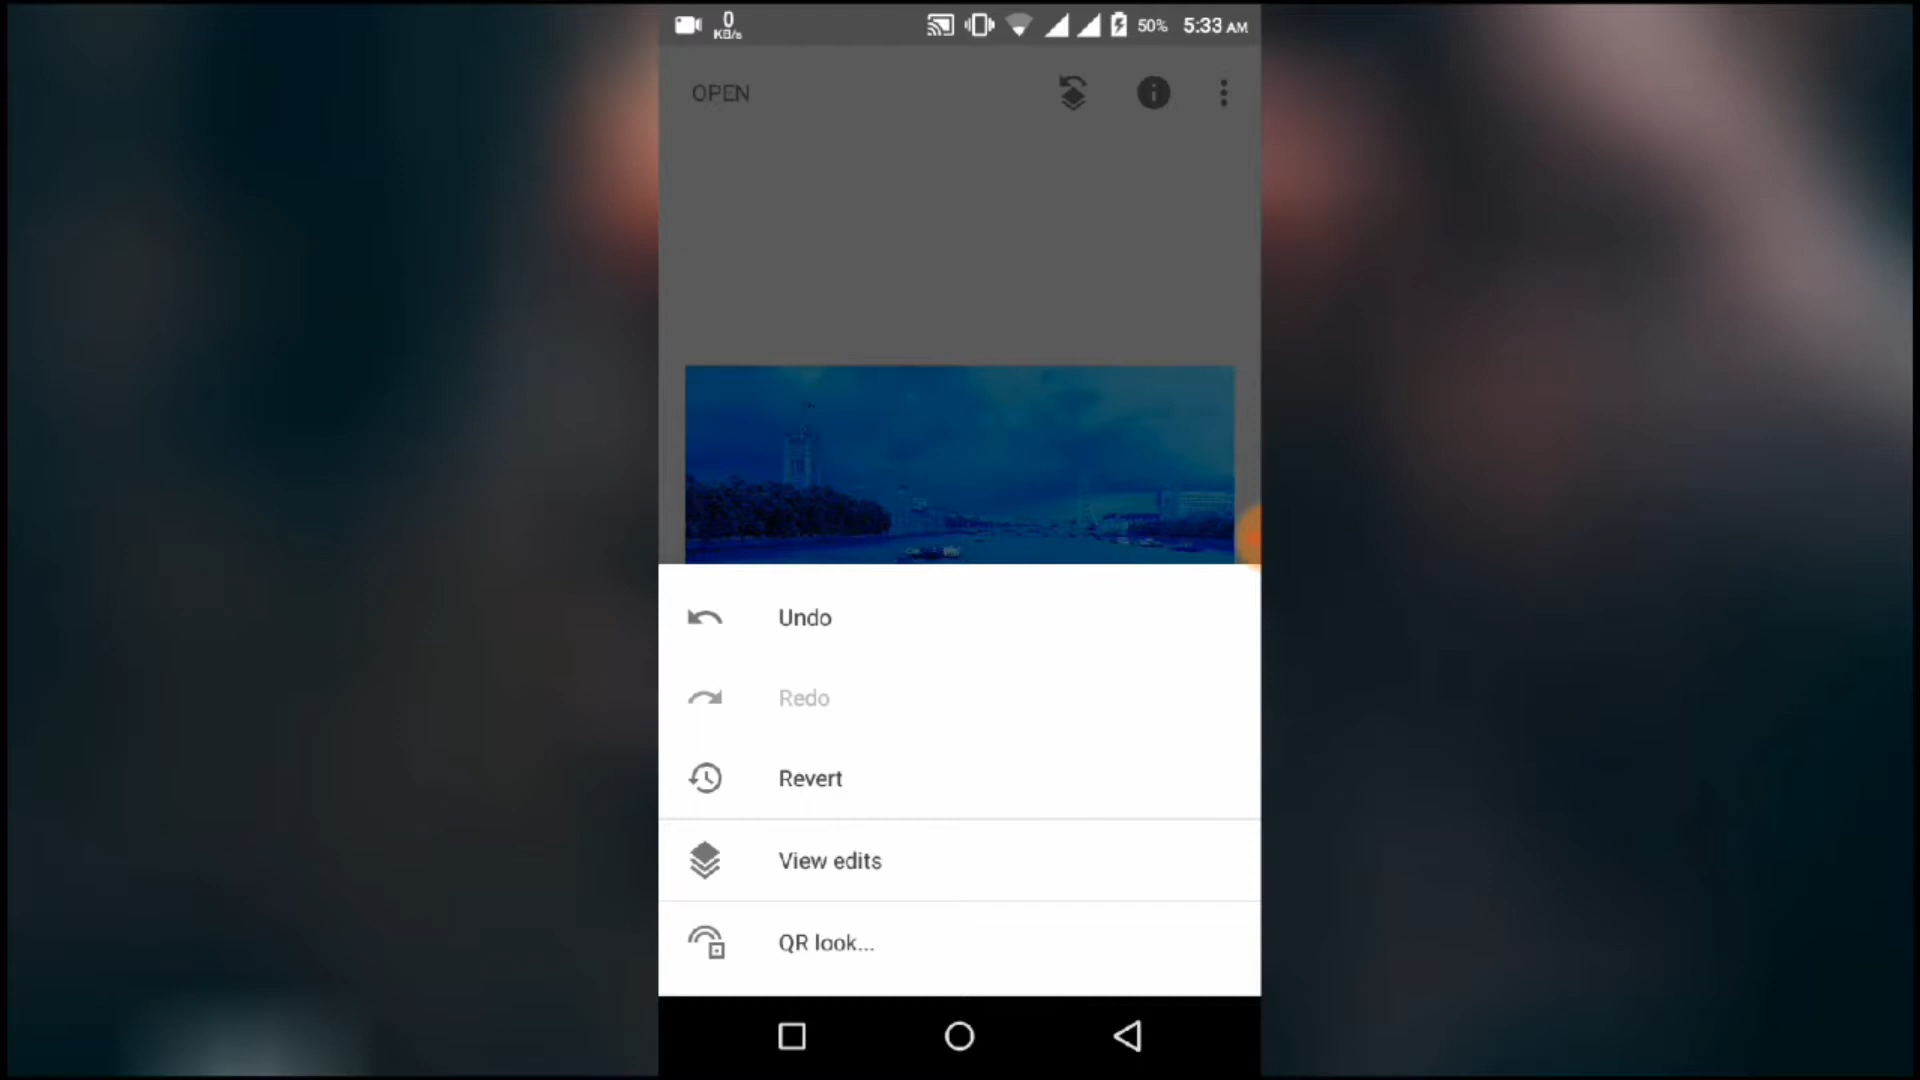 0
KB/s
50%
5:33 AM
OPEN
Undo
Redo
Revert
View edits
QR look...